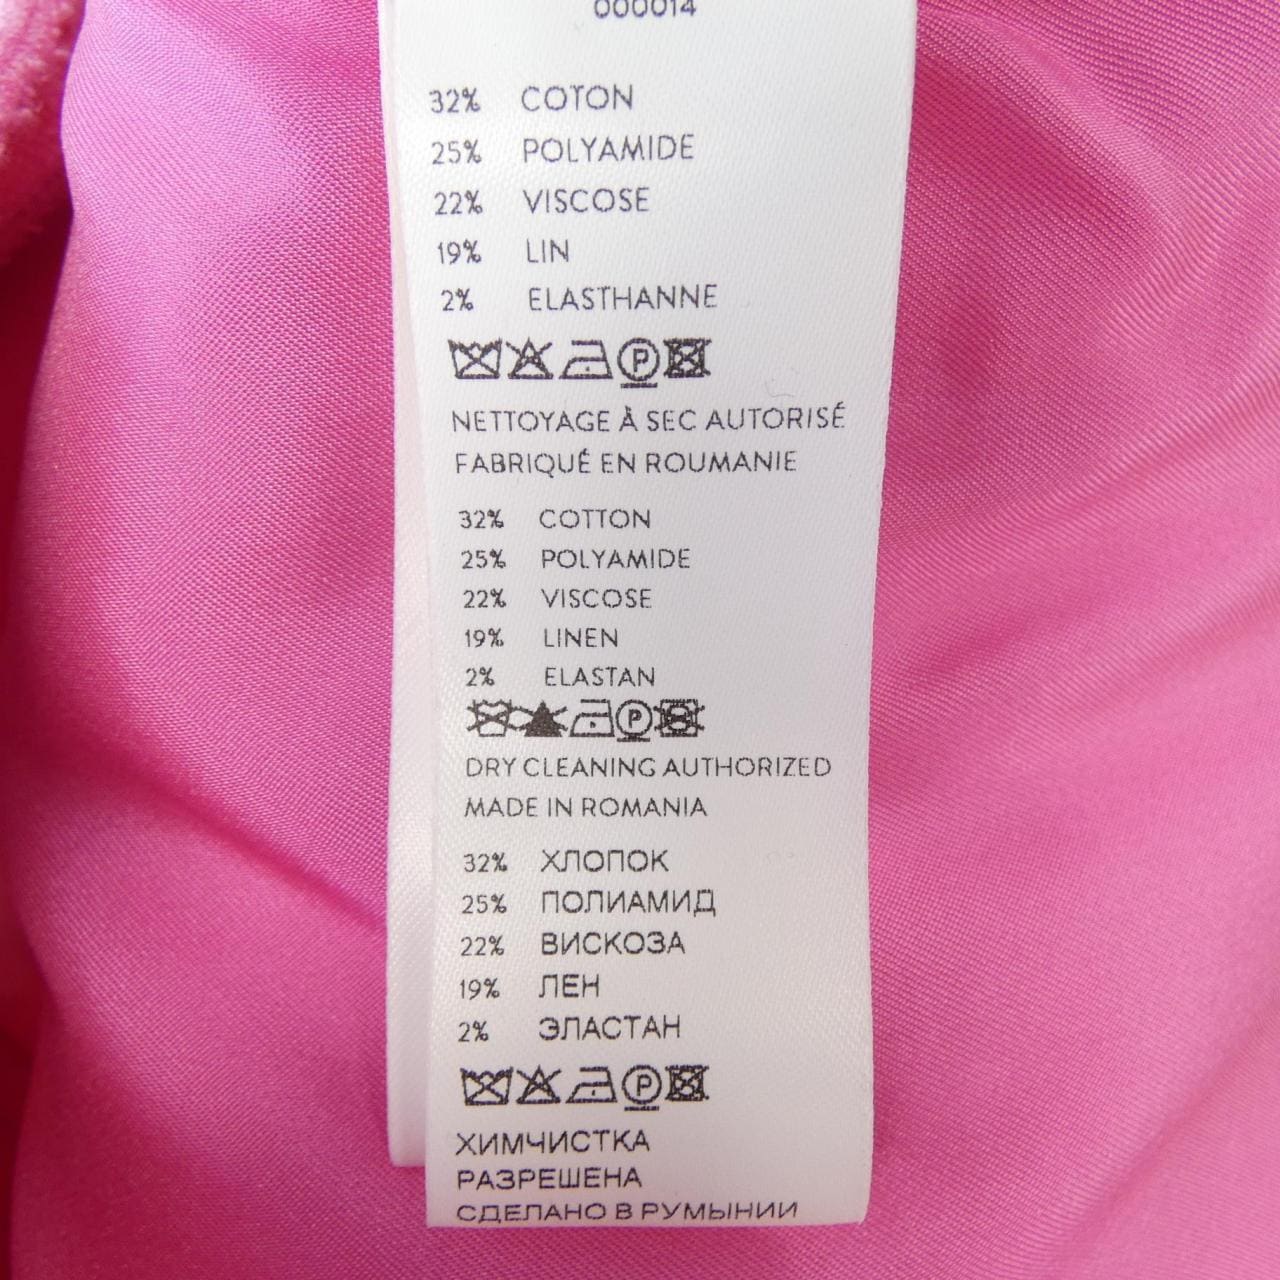 000014
32% COTON
25% POLYAMIDE
22% VISCOSE
19% LIN
2% ELASTHANNE
P
NETTOYAGE À SEC AUTORISÉ
FABRIQUÉ EN ROUMANIE
32% COTTON
25% POLYAMIDE
22% VISCOSE
19% LINEN
2% ELASTAN
P
DRY CLEANING AUTHORIZED
MADE IN ROMANIA
32% ХЛОПОК
25% ПОЛИАМИД
22% ВИСКОЗА
19% ЛЕН
2% ЭЛАСТАН
P
ХИМЧИСТКА
РАЗРЕШЕНА
СДЕЛАНО В РУМЫНИИ